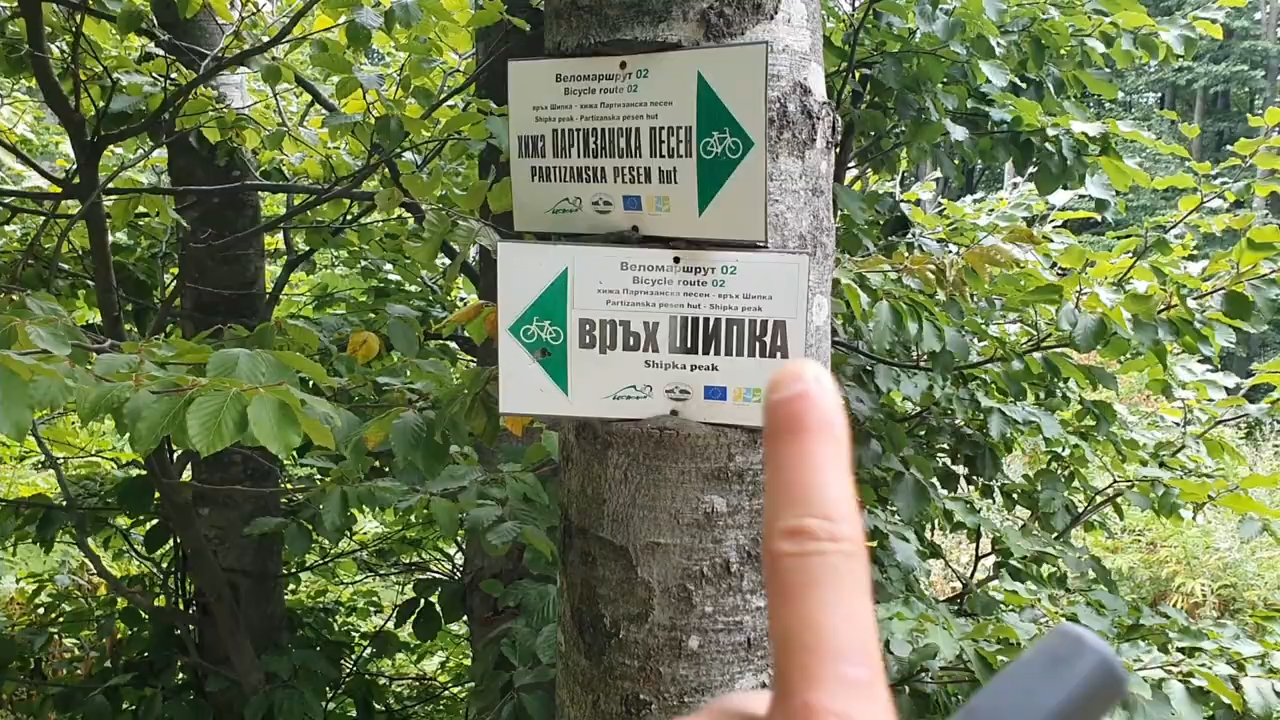 Веломаршрут 02
Bicycle route 02
връх Шипка - хижа Партизанска песен
Shipka peak - Partizanska pesen hut
хижа ПАРТИЗАНСКА ПЕСЕН
PARTIZANSKA PESEN hut
Веломаршрут 02
Bicycle route 02
хижа Партизанска песен - връх Шипка
Partizanska pesen hut - Shipka peak
връх ШИПКА
Shipka peak